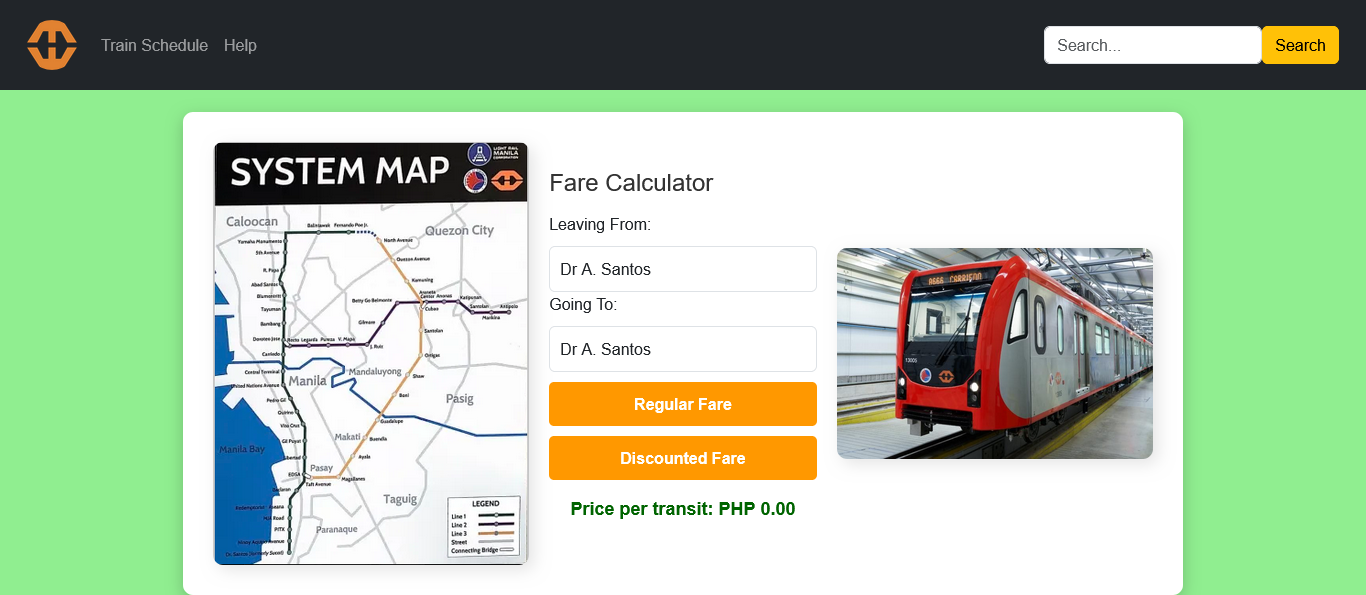 Train Schedule
Help
Search...
Search
SYSTEM MAP
LIGHT RAIL
MANILA
CORPORATION
Caloocan
Quezon City
Balintawak
Fernando Poe Jr.
Yamaha Monumento
North Avenue
5th Avenue
Quezon Avenue
R. Papa
Kamuning
Abad Santos
Blumentritt
Betty Go Belmonte
Araneta
Center
Anonas
Katipunan
Cubao
Santolan
Antipolo
Marikina
Tayuman
Bambang
Gilmore
Santolan
Doroteo Jose
Recto
Legarda
Pureza
V. Mapa
J. Ruiz
Carriedo
Ortigas
Central Terminal
Manila
Mandaluyong
Shaw
United Nations Avenue
Pedro Gil
Boni
Pasig
Quirino
Vito Cruz
Guadalupe
Gil Puyat
Makati
Buendia
Manila Bay
Libertad
Ayala
EDSA
Pasay
Taft Avenue
Magallanes
Baclaran
Taguig
Redemptorist
Aseana
MIA Road
PITX
Paranaque
Ninoy Aquino Avenue
Dr. Santos (formerly Sucat)
LEGEND
Line 1
Line 2
Line 3
Street
Connecting Bridge
Fare Calculator
Leaving From:
Dr A. Santos
Going To:
Dr A. Santos
Regular Fare
Discounted Fare
Price per transit: PHP 0.00
13005